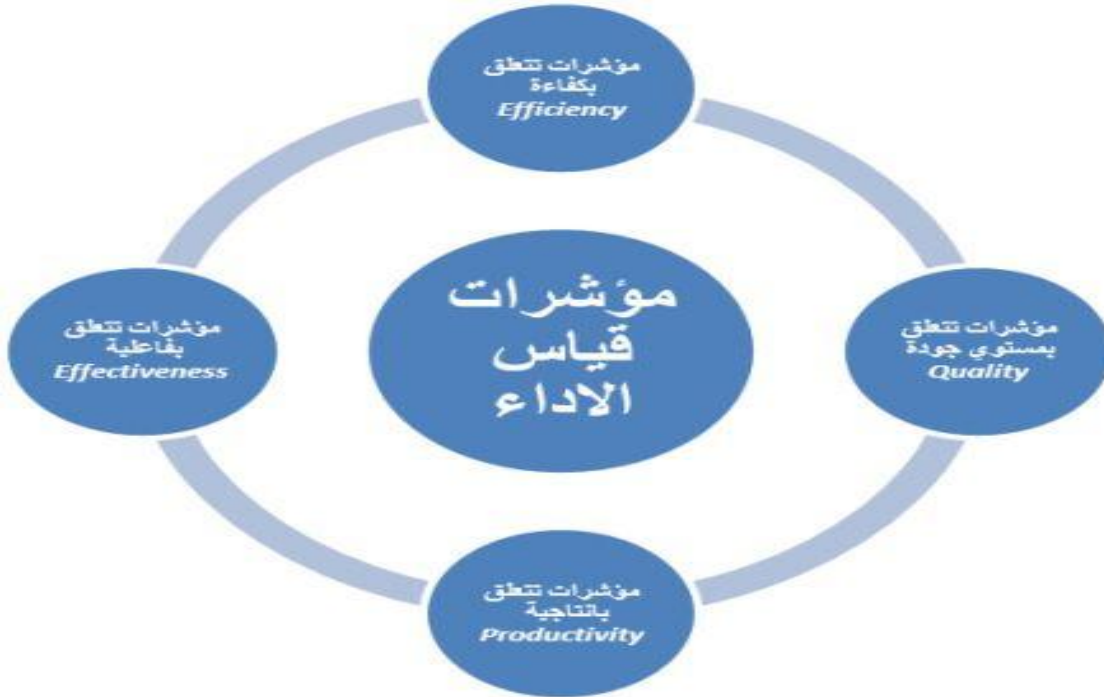 مؤشرات تتعلق
بكفاءة
Efficiency
مؤشرات
قياس
الاداء
مؤشرات تتعلق
بمستوي جودة
Quality
مؤشرات تتعلق
بفاعلية
Effectiveness
مؤشرات تتعلق
بانتاجية
Productivity